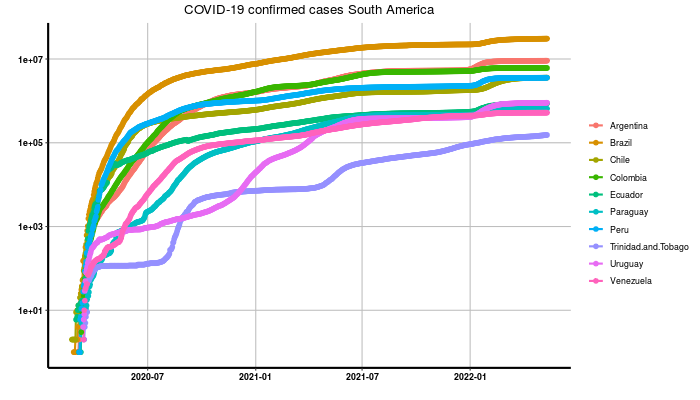 COVID-19 confirmed cases South America
1e+07
1e+05
1e+03
1e+01
2020-07
2021-01
2021-07
2022-01
Argentina
Brazil
Chile
Colombia
Ecuador
Paraguay
Peru
Trinidad.and.Tobago
Uruguay
Venezuela